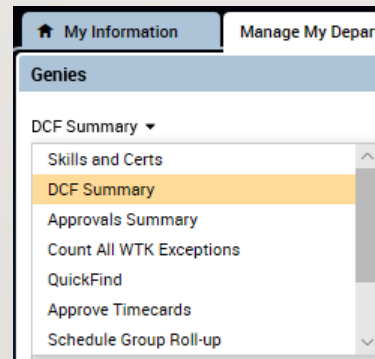 My Information
Manage My Depar
Genies
DCF Summary
Skills and Certs
DCF Summary
Approvals Summary
Count All WTK Exceptions
QuickFind
Approve Timecards
Schedule Group Roll-up